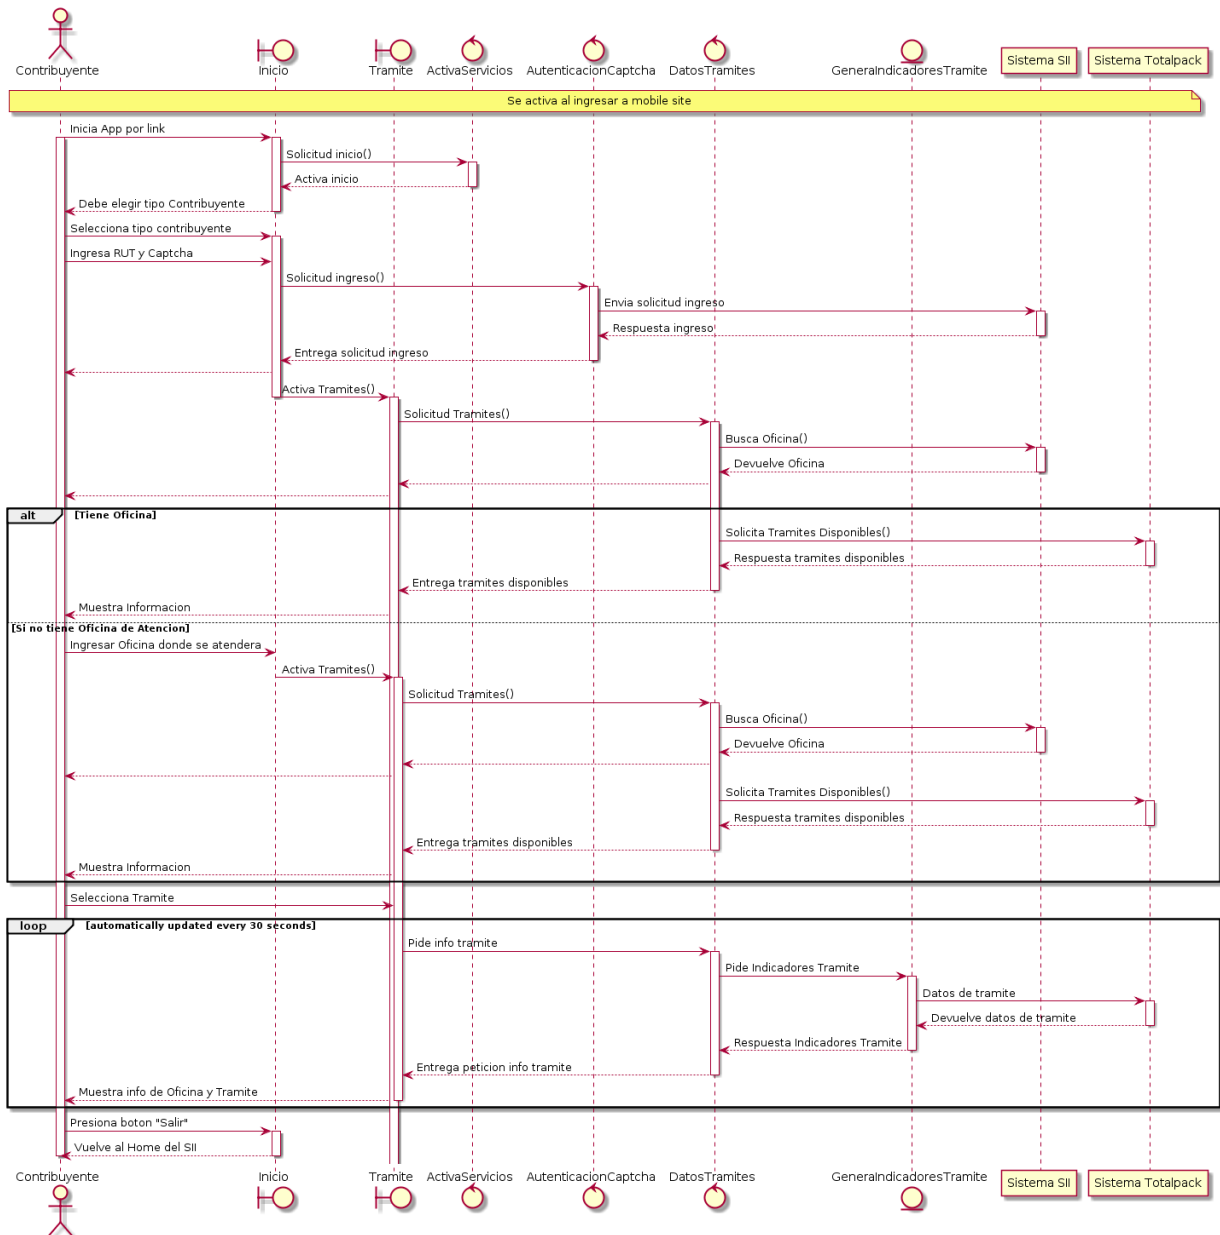 Contribuyente
Inicio
Tramite
ActivaServicios
AutenticacionCaptcha
DatosTramites
GeneraIndicadoresTramite
Sistema SII
Sistema Totalpack
Se activa al ingresar a mobile site
Inicia App por link
Solicitud inicio()
Activa inicio
Debe elegir tipo Contribuyente
Selecciona tipo contribuyente
Ingresa RUT y Captcha
Solicitud ingreso()
Envia solicitud ingreso
Respuesta ingreso
Entrega solicitud ingreso
Activa Tramites()
Solicitud Tramites()
Busca Oficina()
Devuelve Oficina
alt
[Tiene Oficina]
Solicita Tramites Disponibles()
Respuesta tramites disponibles
Entrega tramites disponibles
Muestra Informacion
[Si no tiene Oficina de Atencion]
Ingresar Oficina donde se atendera
Activa Tramites()
Solicitud Tramites()
Busca Oficina()
Devuelve Oficina
Solicita Tramites Disponibles()
Respuesta tramites disponibles
Entrega tramites disponibles
Muestra Informacion
Selecciona Tramite
loop
[automatically updated every 30 seconds]
Pide info tramite
Pide Indicadores Tramite
Datos de tramite
Devuelve datos de tramite
Respuesta Indicadores Tramite
Entrega peticion info tramite
Muestra info de Oficina y Tramite
Presiona boton "Salir"
Vuelve al Home del SII
Contribuyente
Inicio
Tramite
ActivaServicios
AutenticacionCaptcha
DatosTramites
GeneraIndicadoresTramite
Sistema SII
Sistema Totalpack